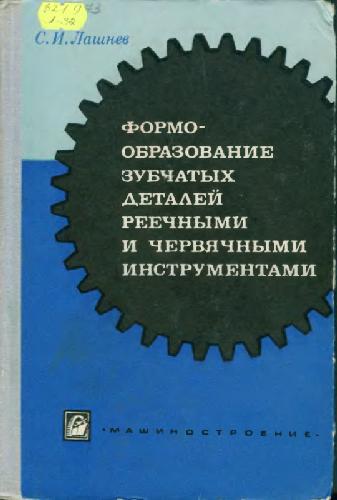 С. И. Лашнев
ФОРМО-
ОБРАЗОВАНИЕ
ЗУБЧАТЫХ
ДЕТАЛЕЙ
РЕЕЧНЫМИ
И ЧЕРВЯЧНЫМИ
ИНСТРУМЕНТАМИ
«МАШИНОСТРОЕНИЕ»